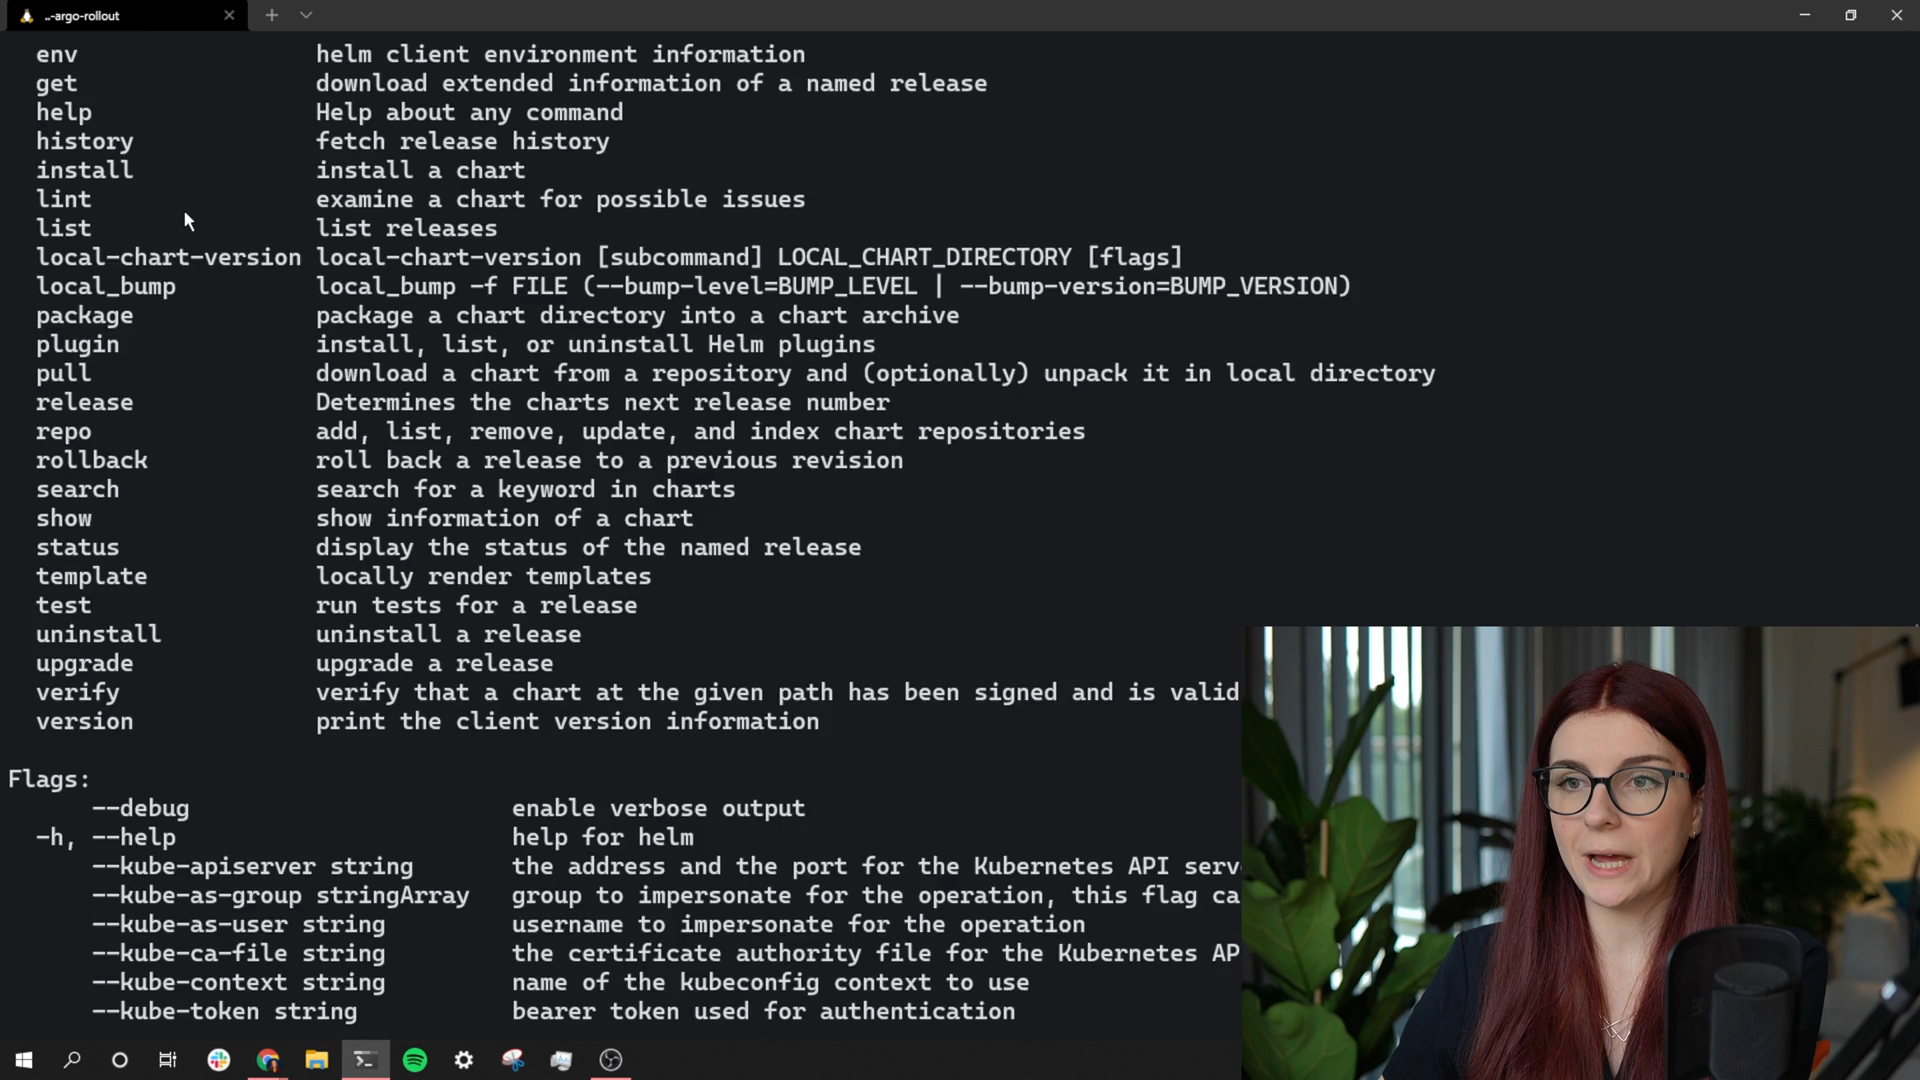 ..-argo-rollout
env helm client environment information
get download extended information of a named release
help Help about any command
history fetch release history
install install a chart
lint examine a chart for possible issues
list list releases
local-chart-version local-chart-version [subcommand] LOCAL_CHART_DIRECTORY [flags]
local_bump local_bump -f FILE (--bump-level=BUMP_LEVEL | --bump-version=BUMP_VERSION)
package package a chart directory into a chart archive
plugin install, list, or uninstall Helm plugins
pull download a chart from a repository and (optionally) unpack it in local directory
release Determines the charts next release number
repo add, list, remove, update, and index chart repositories
rollback roll back a release to a previous revision
search search for a keyword in charts
show show information of a chart
status display the status of the named release
template locally render templates
test run tests for a release
uninstall uninstall a release
upgrade upgrade a release
verify verify that a chart at the given path has been signed and is valid
version print the client version information
Flags:
--debug enable verbose output
-h, --help help for helm
--kube-apiserver string the address and the port for the Kubernetes API serv
--kube-as-group stringArray group to impersonate for the operation, this flag ca
--kube-as-user string username to impersonate for the operation
--kube-ca-file string the certificate authority file for the Kubernetes AP
--kube-context string name of the kubeconfig context to use
--kube-token string bearer token used for authentication